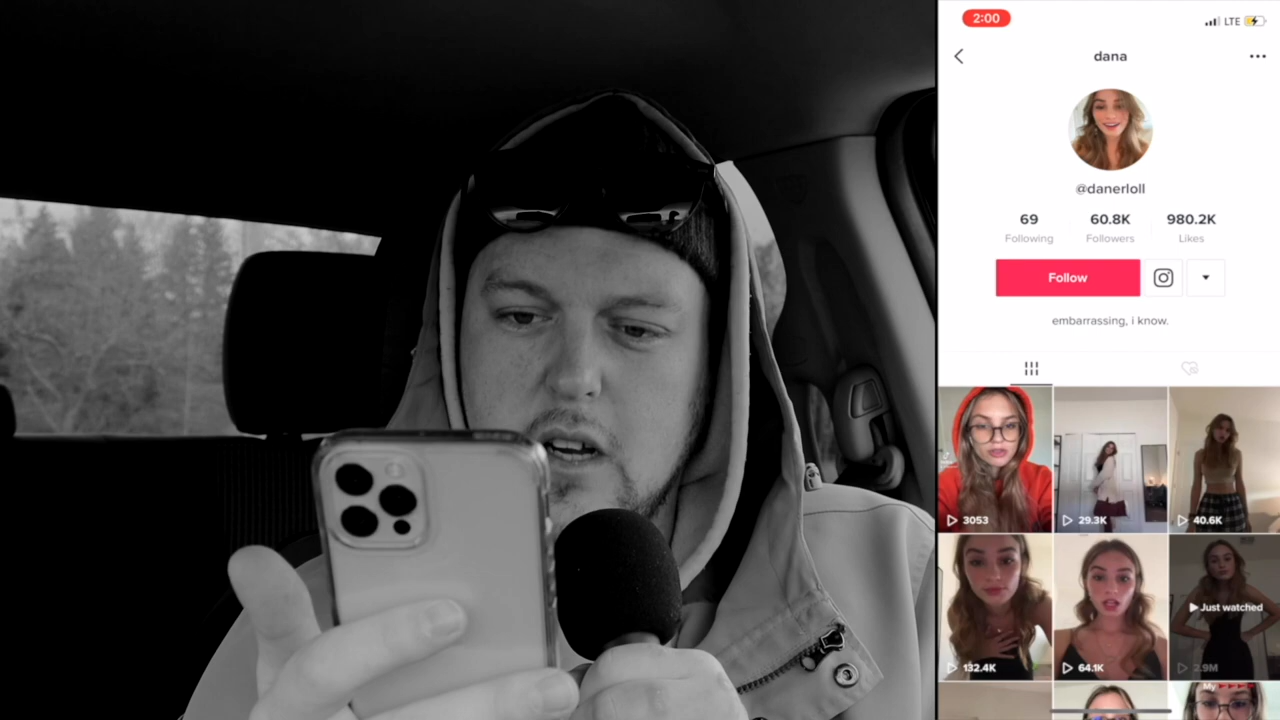 2:00
LTE
dana
@danerloll
69
60.8K
980.2K
Following
Followers
Likes
Follow
embarrassing, i know.
3053
29.3K
40.6K
Just watched
132.4K
64.1K
2.9M
My